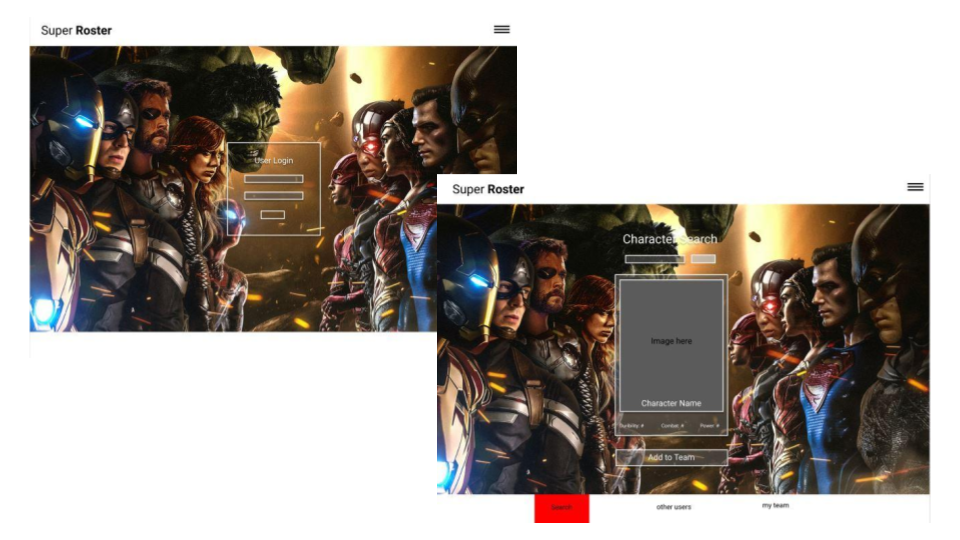 Super Roster
User Login
Super Roster
Character Search
Image here
Character Name
Durability # Combat # Power #
Add to Team
Search other users my team